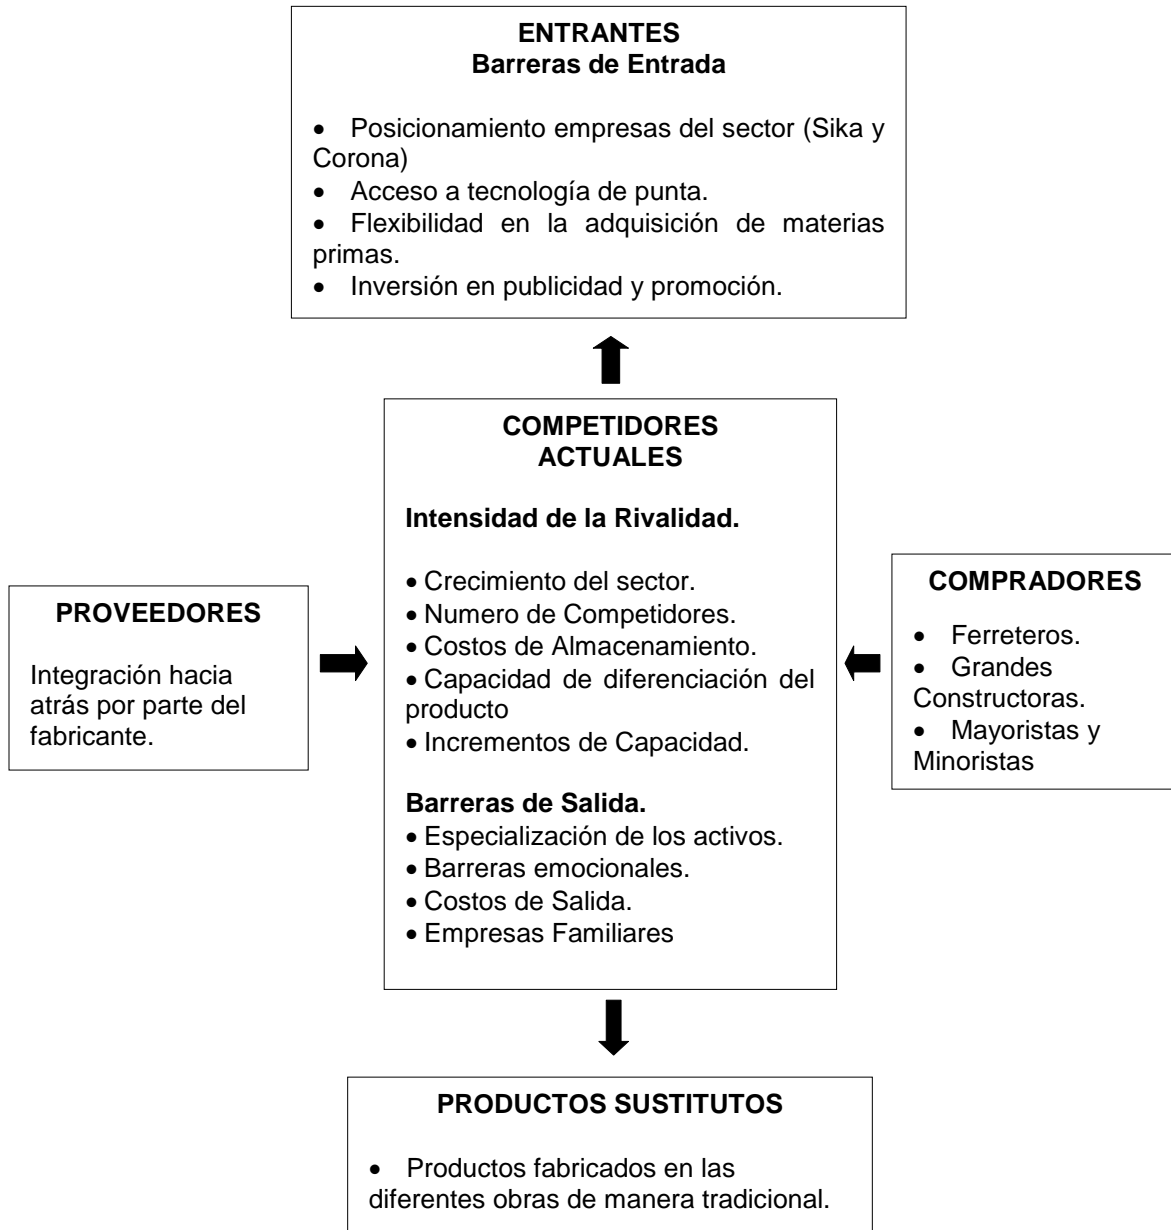 ENTRANTES
Barreras de Entrada
• Posicionamiento empresas del sector (Sika y
Corona)
• Acceso a tecnología de punta.
• Flexibilidad en la adquisición de materias
primas.
• Inversión en publicidad y promoción.
COMPETIDORES
ACTUALES
Intensidad de la Rivalidad.
• Crecimiento del sector.
• Numero de Competidores.
• Costos de Almacenamiento.
• Capacidad de diferenciación del
producto
• Incrementos de Capacidad.
Barreras de Salida.
• Especialización de los activos.
• Barreras emocionales.
• Costos de Salida.
• Empresas Familiares
PROVEEDORES
Integración hacia
atrás por parte del
fabricante.
COMPRADORES
• Ferreteros.
• Grandes
Constructoras.
• Mayoristas y
Minoristas
PRODUCTOS SUSTITUTOS
• Productos fabricados en las
diferentes obras de manera tradicional.